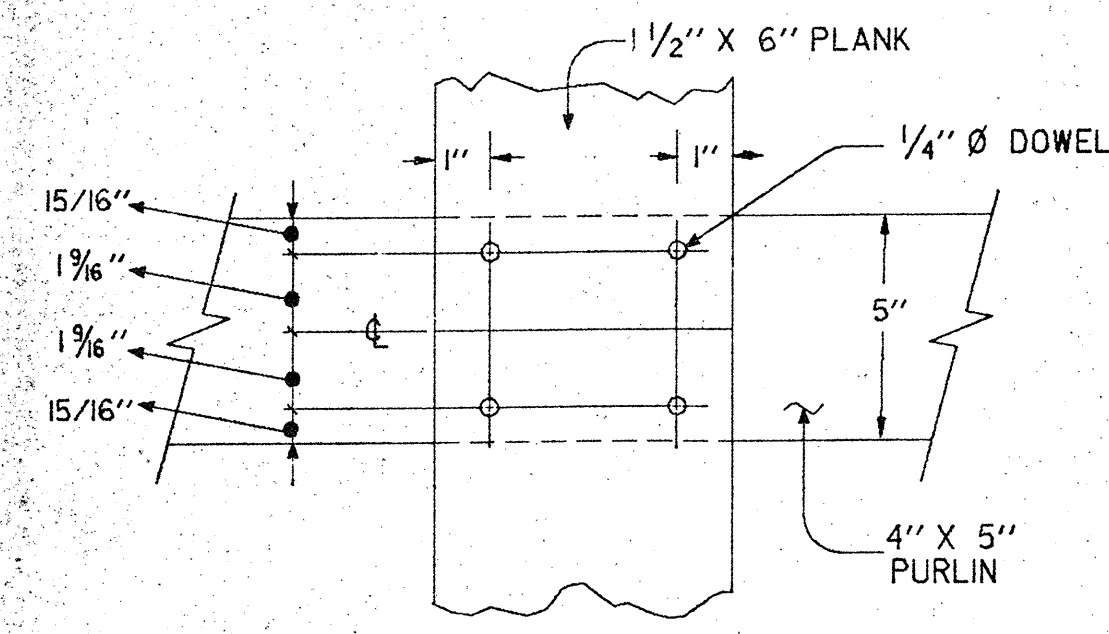 1 1/2" X 6" PLANK
1/4" Ø DOWEL
1"
1"
15/16"
1 9/16"
1 9/16"
15/16"
℄
5"
4" X 5"
PURLIN